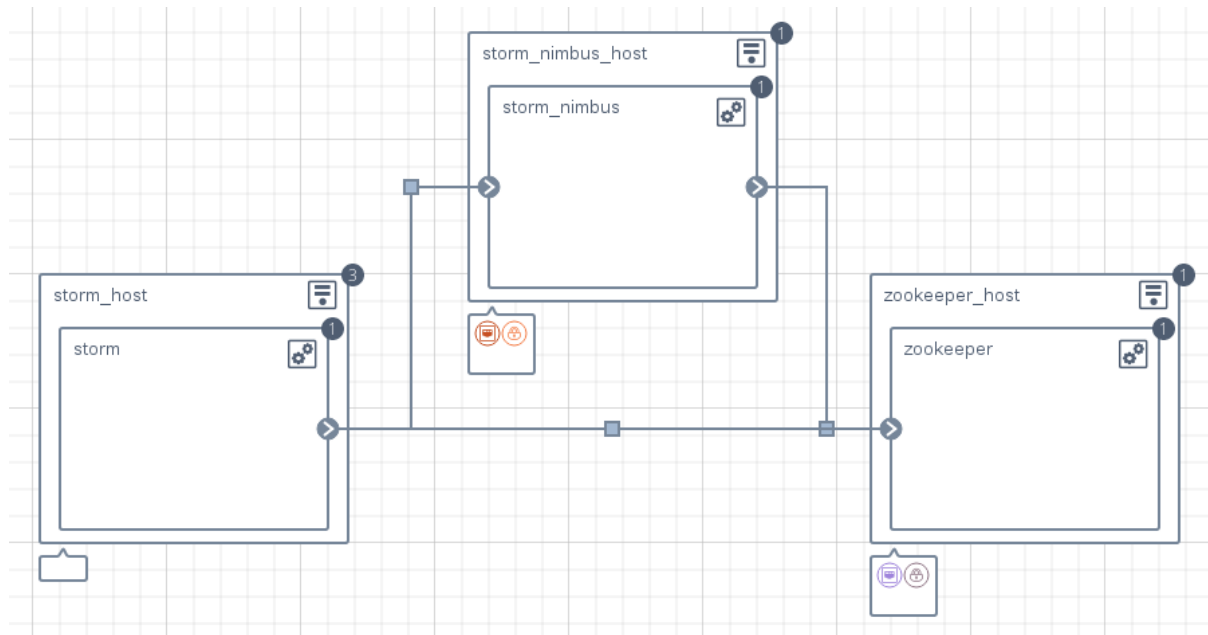 1
storm_nimbus_host
1
storm_nimbus
3
storm_host
1
storm
1
zookeeper_host
1
zookeeper